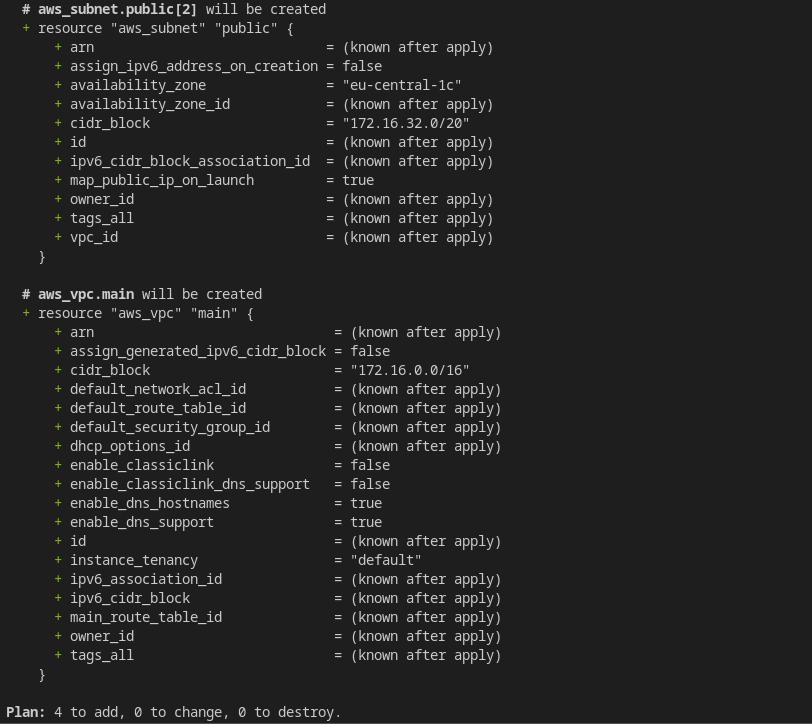 # aws_subnet.public[2] will be created
+ resource "aws_subnet" "public" {
+ arn = (known after apply)
+ assign_ipv6_address_on_creation = false
+ availability_zone = "eu-central-1c"
+ availability_zone_id = (known after apply)
+ cidr_block = "172.16.32.0/20"
+ id = (known after apply)
+ ipv6_cidr_block_association_id = (known after apply)
+ map_public_ip_on_launch = true
+ owner_id = (known after apply)
+ tags_all = (known after apply)
+ vpc_id = (known after apply)
}
# aws_vpc.main will be created
+ resource "aws_vpc" "main" {
+ arn = (known after apply)
+ assign_generated_ipv6_cidr_block = false
+ cidr_block = "172.16.0.0/16"
+ default_network_acl_id = (known after apply)
+ default_route_table_id = (known after apply)
+ default_security_group_id = (known after apply)
+ dhcp_options_id = (known after apply)
+ enable_classiclink = false
+ enable_classiclink_dns_support = false
+ enable_dns_hostnames = true
+ enable_dns_support = true
+ id = (known after apply)
+ instance_tenancy = "default"
+ ipv6_association_id = (known after apply)
+ ipv6_cidr_block = (known after apply)
+ main_route_table_id = (known after apply)
+ owner_id = (known after apply)
+ tags_all = (known after apply)
}
Plan: 4 to add, 0 to change, 0 to destroy.